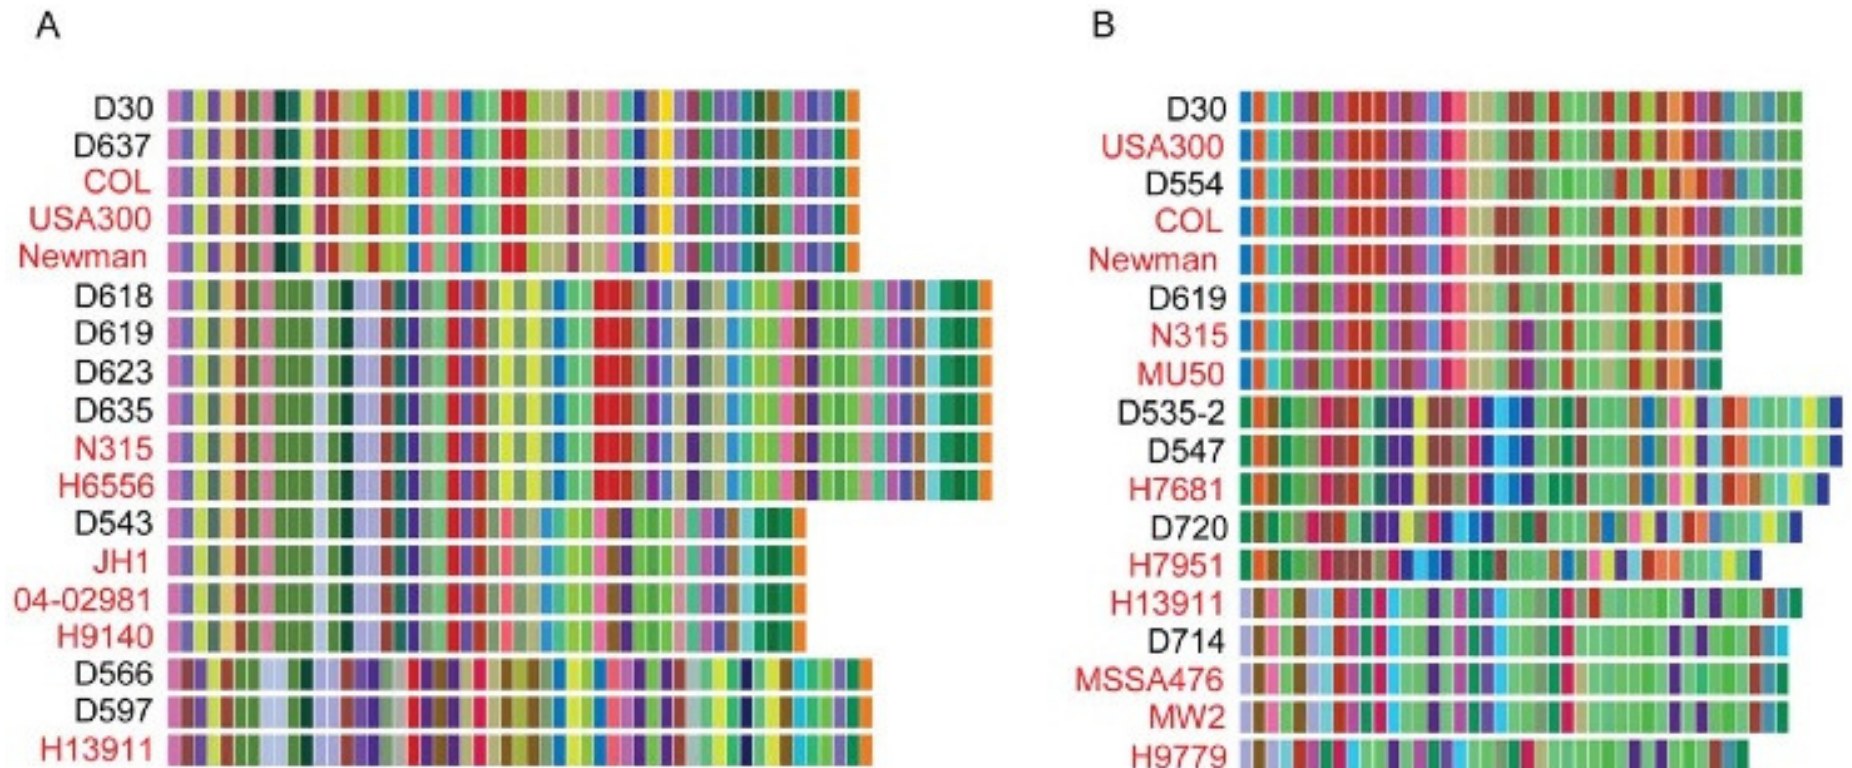 A
D30
D637
COL
USA300
Newman
D618
D619
D623
D635
N315
H6556
D543
JH1
04-02981
H9140
D566
D597
H13911
B
D30
USA300
D554
COL
Newman
D619
N315
MU50
D535-2
D547
H7681
D720
H7951
H13911
D714
MSSA476
MW2
H9779